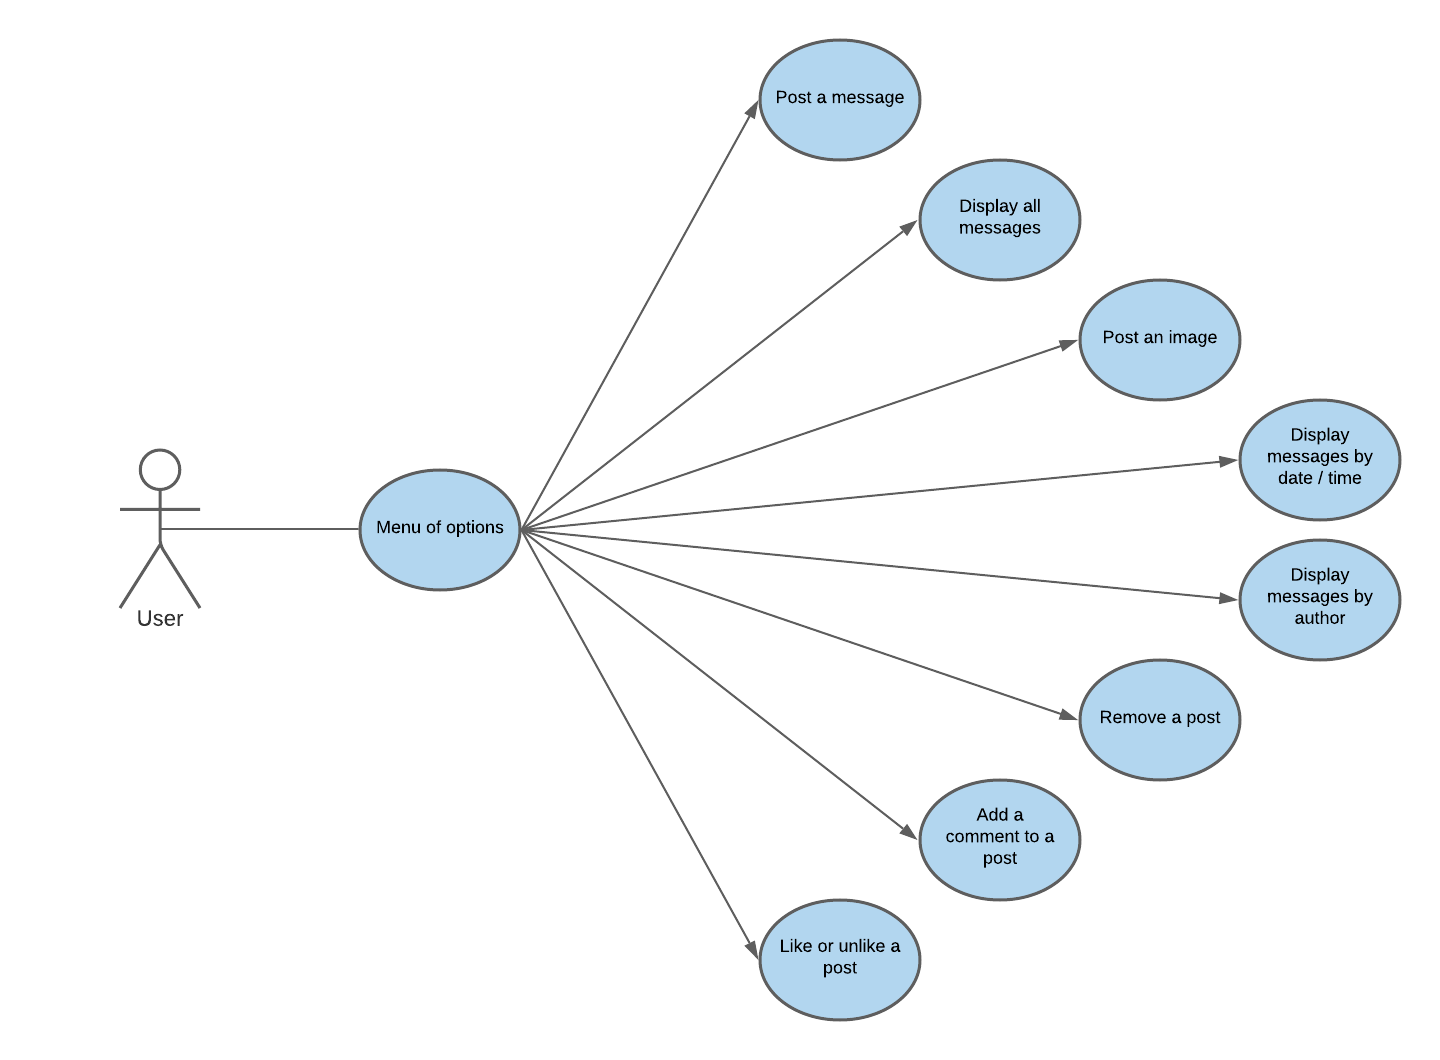 Post a message
Display all
messages
Post an image
Display
messages by
date / time
Menu of options
User
Display
messages by
author
Remove a post
Add a
comment to a
post
Like or unlike a
post